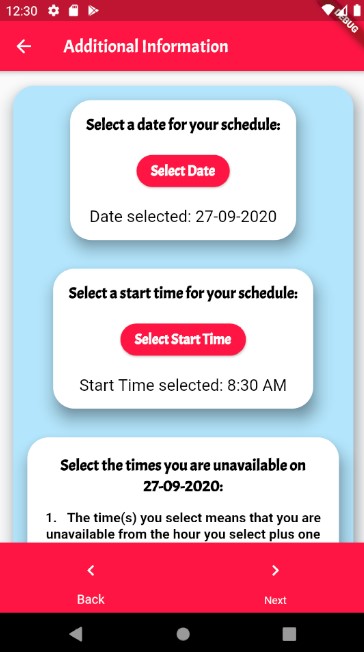 12:30
DEBUG
Additional Information
Select a date for your schedule:
Select Date
Date selected: 27-09-2020
Select a start time for your schedule:
Select Start Time
Start Time selected: 8:30 AM
Select the times you are unavailable on
27-09-2020:
1. The time(s) you select means that you are
unavailable from the hour you select plus one
Back
Next